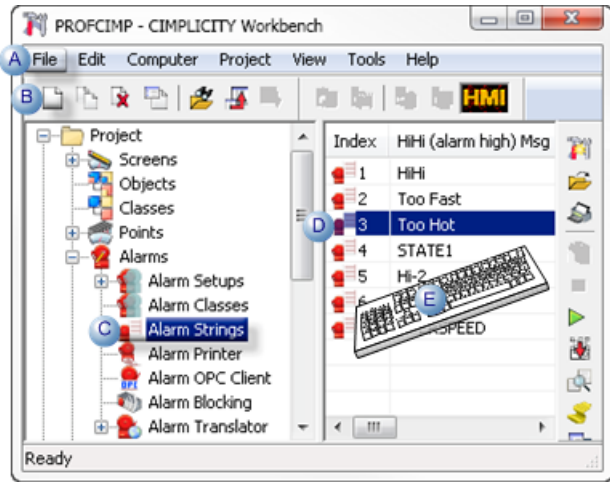 PROFCIMP - CIMPLICITY Workbench
A File Edit Computer Project View Tools Help
B HMI
Project
Screens
Objects
Classes
Points
Alarms
Alarm Setups
Alarm Classes
C Alarm Strings
Alarm Printer
OPC Alarm OPC Client
Alarm Blocking
Alarm Translator
Index HiHi (alarm high) Msg
1 HiHi
2 Too Fast
D 3 Too Hot
4 STATE1
5 Hi-2
E
Ready